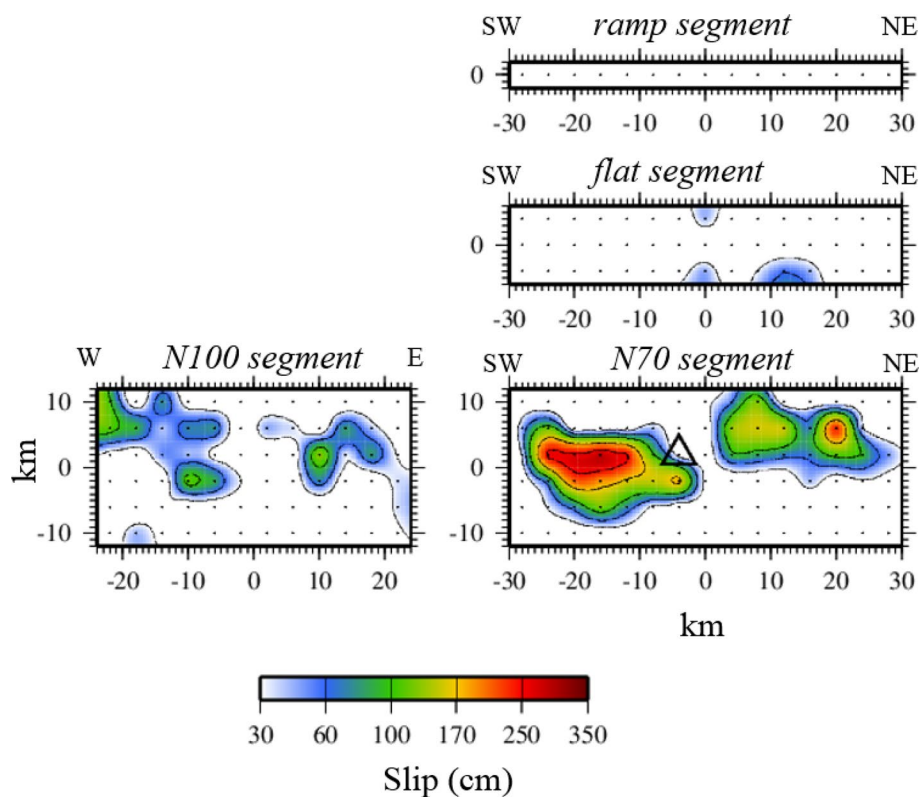 SW ramp segment NE
0
-30 -20 -10 0 10 20 30
SW flat segment NE
0
-30 -20 -10 0 10 20 30
W N100 segment E
10
0
-10
km
-20 -10 0 10 20
SW N70 segment NE
10
0
-10
-30 -20 -10 0 10 20 30
km
30 60 100 170 250 350
Slip (cm)